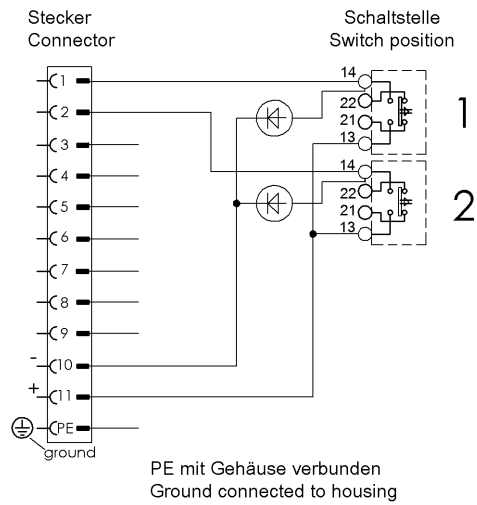 Stecker
Connector
Schaltstelle
Switch position
1
2
3
4
5
6
7
8
9
- 10
+ 11
PE
ground
14
22
21
13
1
14
22
21
13
2
PE mit Gehäuse verbunden
Ground connected to housing